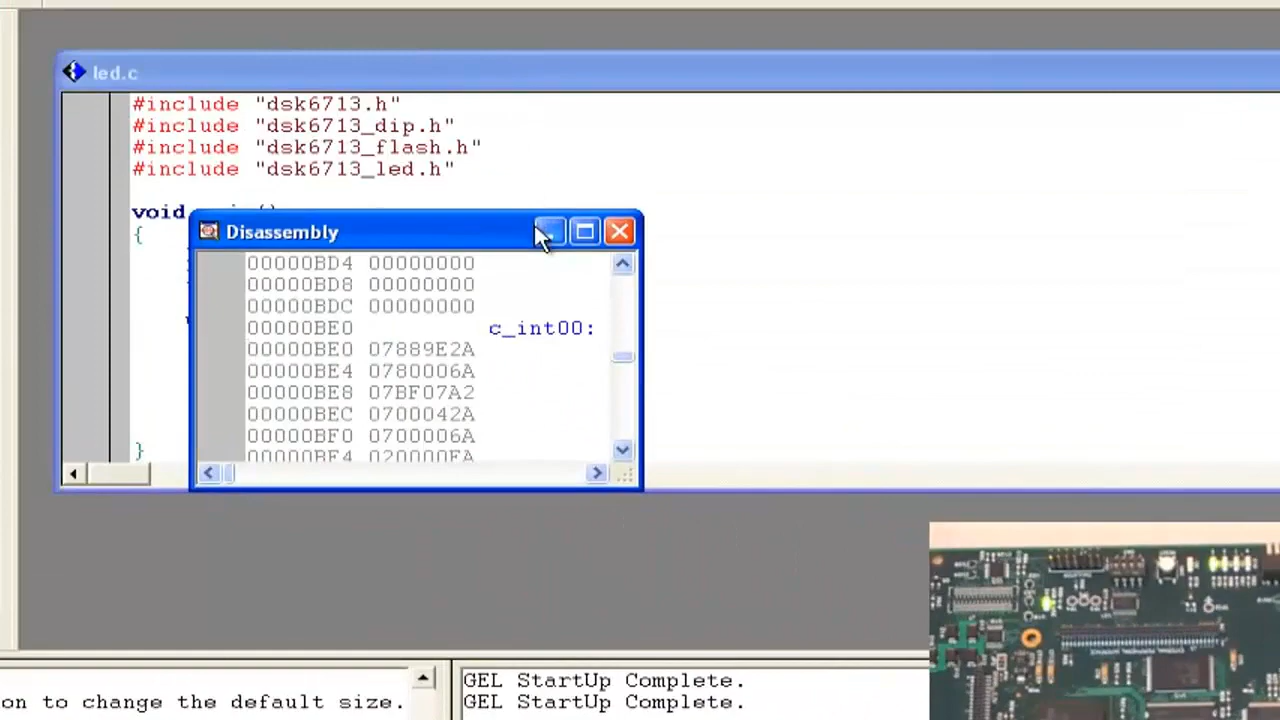 led.c
#include "dsk6713.h"
#include "dsk6713_dip.h"
#include "dsk6713_flash.h"
#include "dsk6713_led.h"
void
{
Disassembly
00000BD4 00000000
00000BD8 00000000
00000BDC 00000000
00000BE0 c_int00:
00000BE0 07889E2A
00000BE4 0780006A
00000BE8 07BF07A2
00000BEC 0700042A
00000BF0 0700006A
00000BF4 020000FA
}
on to change the default size.
GEL StartUp Complete.
GEL StartUp Complete.